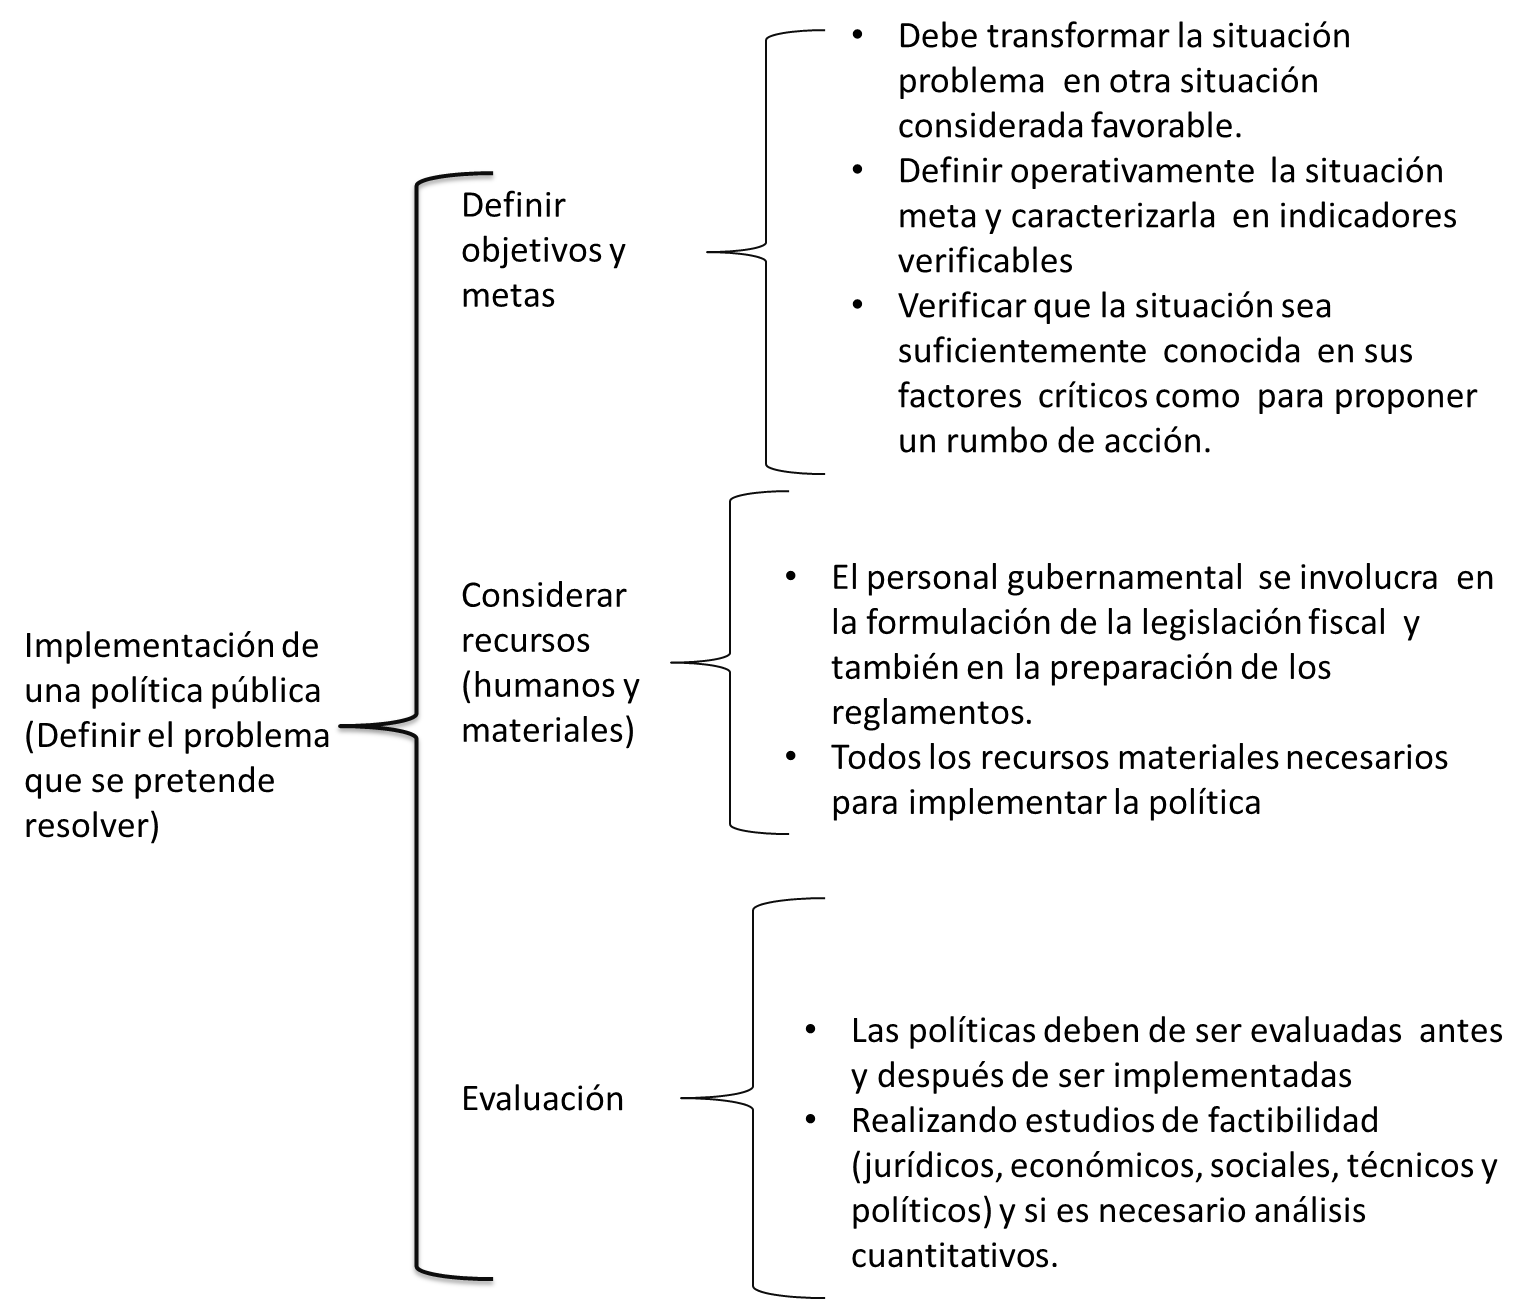 Implementación de
una política pública
(Definir el problema
que se pretende
resolver)
Definir
objetivos y
metas
• Debe transformar la situación
problema en otra situación
considerada favorable.
• Definir operativamente la situación
meta y caracterizarla en indicadores
verificables
• Verificar que la situación sea
suficientemente conocida en sus
factores críticos como para proponer
un rumbo de acción.
Considerar
recursos
(humanos y
materiales)
• El personal gubernamental se involucra en
la formulación de la legislación fiscal y
también en la preparación de los
reglamentos.
• Todos los recursos materiales necesarios
para implementar la política
Evaluación
• Las políticas deben de ser evaluadas antes
y después de ser implementadas
• Realizando estudios de factibilidad
(jurídicos, económicos, sociales, técnicos y
políticos) y si es necesario análisis
cuantitativos.